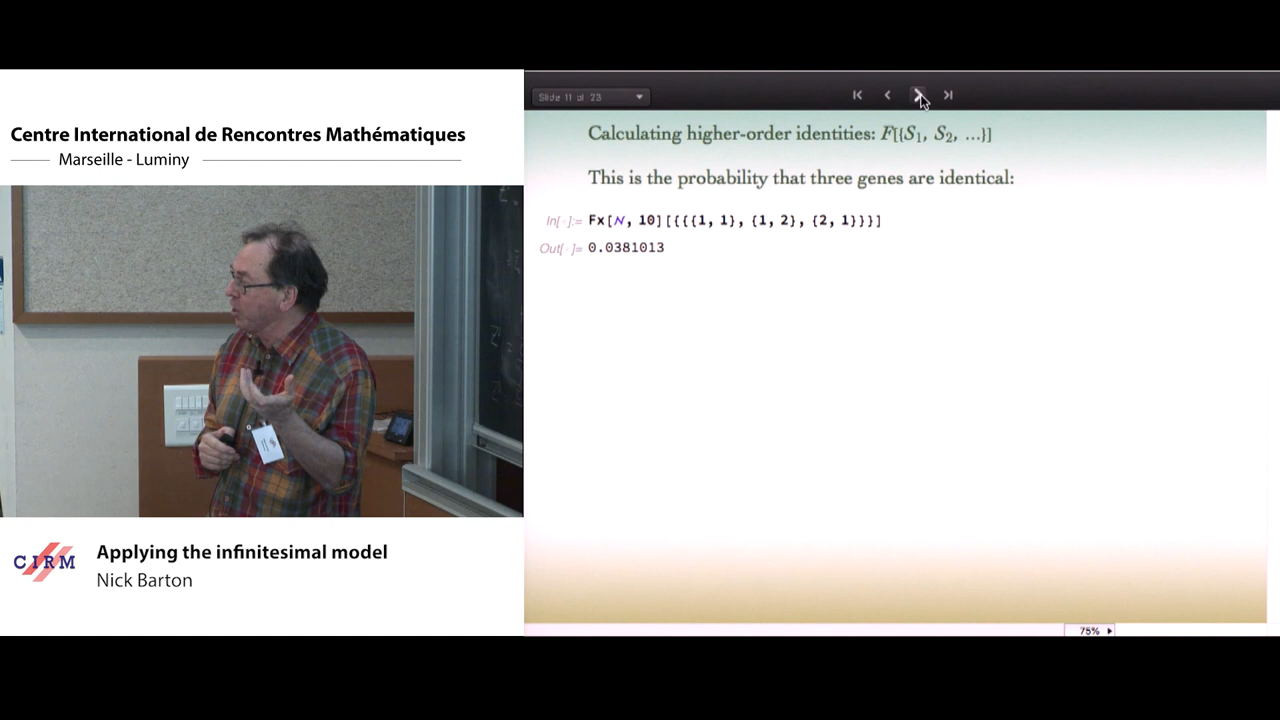 Centre International de Rencontres Mathématiques
Marseille - Luminy
CIRM
Applying the infinitesimal model
Nick Barton
Slide 11 of 23
Calculating higher-order identities: F[{S1, S2, ...}]
This is the probability that three genes are identical:
In[ ]:= Fx[N, 10][{{{1, 1}, {1, 2}, {2, 1}}}]
Out[ ]= 0.0381013
75%